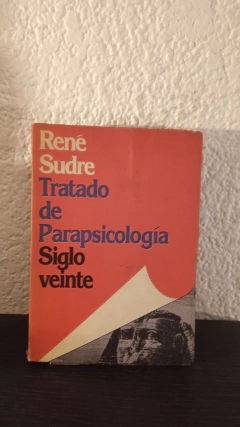 René
Sudre
Tratado
de
Parapsicología
Siglo
veinte